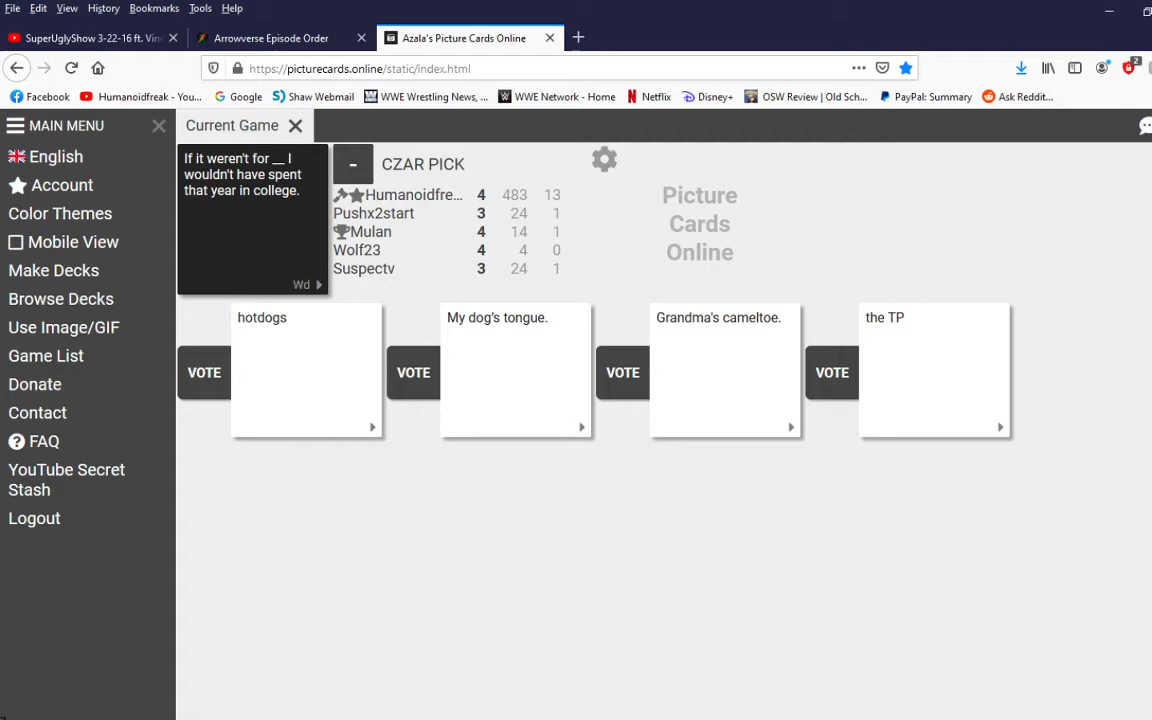 File Edit View History Bookmarks Tools Help
SuperUglyShow 3-22-16 ft. Vin
Arrowverse Episode Order
Azala's Picture Cards Online
https://picturecards.online/static/index.html
2
Facebook Humanoidfreak - You... Google Shaw Webmail WWE Wrestling News, ... WWE Network - Home Netflix Disney+ OSW Review | Old Sch... PayPal: Summary Ask Reddit...
MAIN MENU
English
Account
Color Themes
Mobile View
Make Decks
Browse Decks
Use Image/GIF
Game List
Donate
Contact
FAQ
YouTube Secret
Stash
Logout
Current Game
If it weren't for __ I
wouldn't have spent
that year in college.
Wd
- CZAR PICK
Humanoidfre... 4 483 13
Pushx2start 3 24 1
Mulan 4 14 1
Wolf23 4 4 0
Suspectv 3 24 1
Picture
Cards
Online
VOTE
hotdogs
VOTE
My dog's tongue.
VOTE
Grandma's cameltoe.
VOTE
the TP